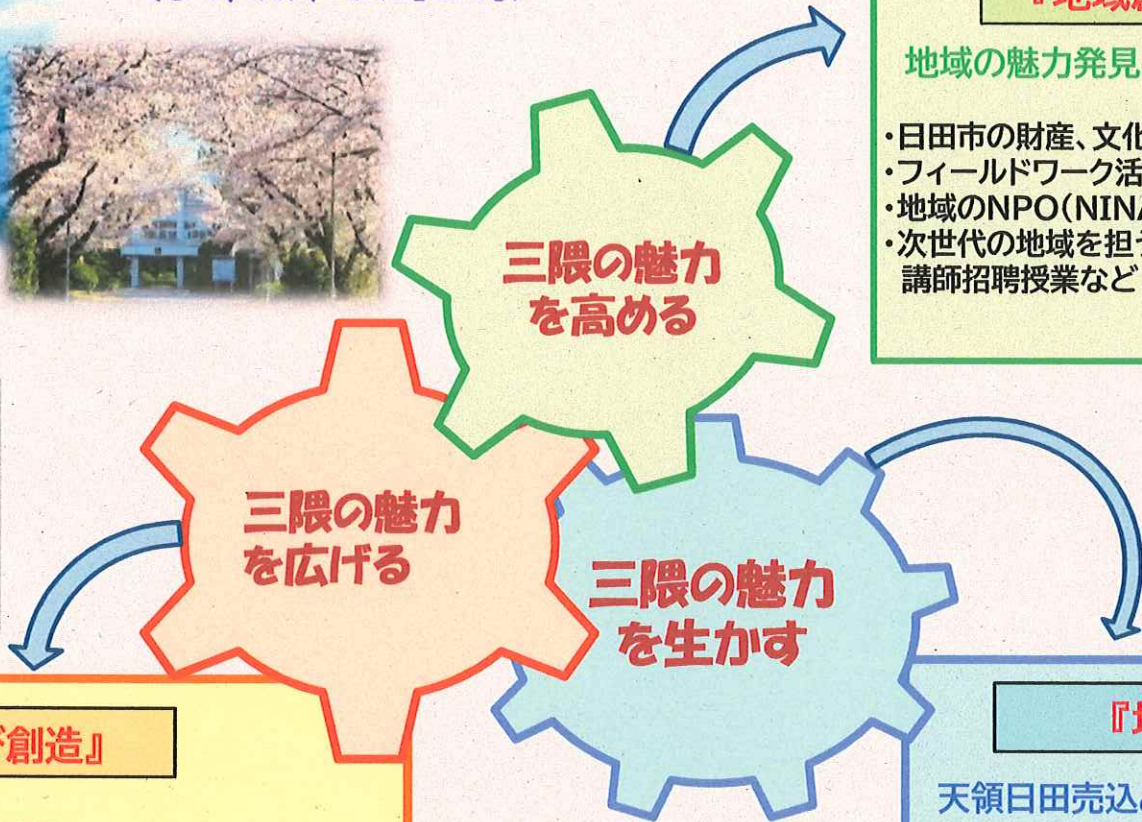 地域の魅力発見
・日田市の財産、文化
・フィールドワーク活
・地域のNPO(NINA
・次世代の地域を担う
講師招聘授業など
三隈の魅力
を高める
三隈の魅力
を広げる
三隈の魅力
を生かす
創造』
天領日田売込